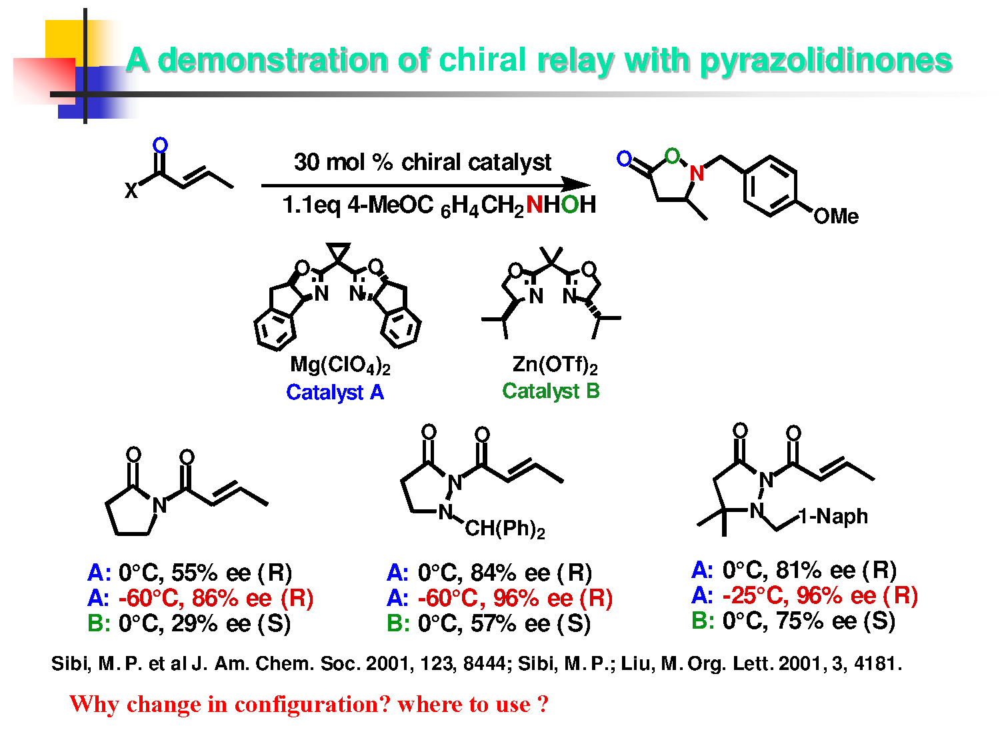 A demonstration of chiral relay with pyrazolidinones
O
X
30 mol % chiral catalyst
1.1eq 4-MeOC6H4CH2NHOH
O O
N
OMe
O O
N N
O O
N N
Mg(ClO4)2 Zn(OTf)2
Catalyst A Catalyst B
O O
N
O O
N
N
CH(Ph)2
O O
N
N
1-Naph
A: 0°C, 55% ee (R)
A: -60°C, 86% ee (R)
B: 0°C, 29% ee (S)
A: 0°C, 84% ee (R)
A: -60°C, 96% ee (R)
B: 0°C, 57% ee (S)
A: 0°C, 81% ee (R)
A: -25°C, 96% ee (R)
B: 0°C, 75% ee (S)
Sibi, M. P. et al J. Am. Chem. Soc. 2001, 123, 8444; Sibi, M. P.; Liu, M. Org. Lett. 2001, 3, 4181.
Why change in configuration? where to use ?